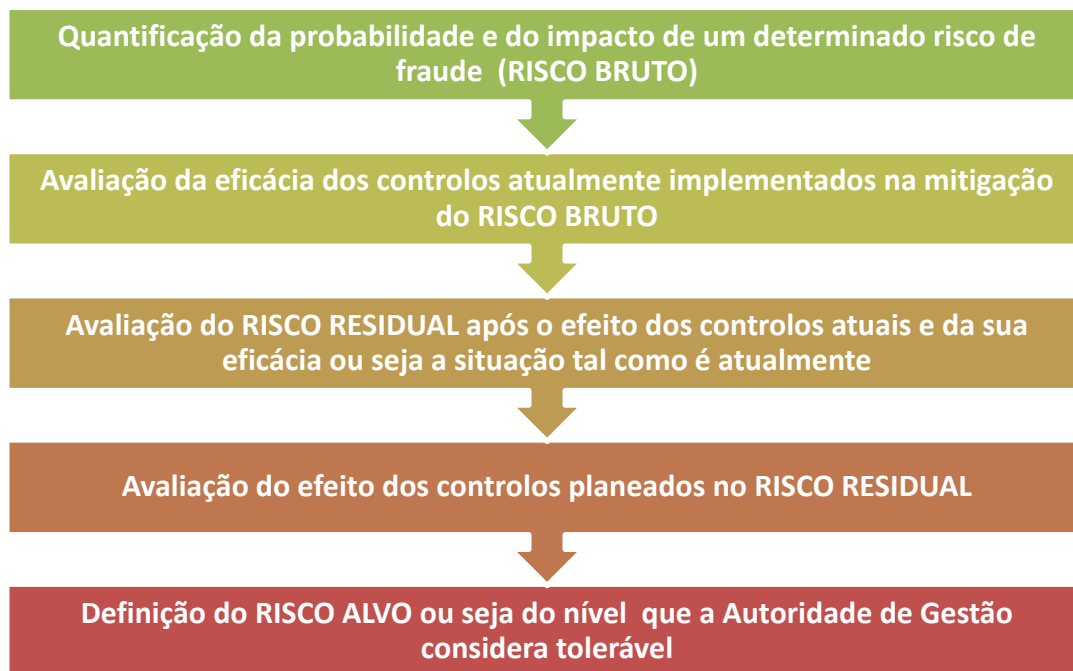 Quantificação da probabilidade e do impacto de um determinado risco de
fraude (RISCO BRUTO)
Avaliação da eficácia dos controlos atualmente implementados na mitigação
do RISCO BRUTO
Avaliação do RISCO RESIDUAL após o efeito dos controlos atuais e da sua
eficácia ou seja a situação tal como é atualmente
Avaliação do efeito dos controlos planeados no RISCO RESIDUAL
Definição do RISCO ALVO ou seja do nível que a Autoridade de Gestão
considera tolerável